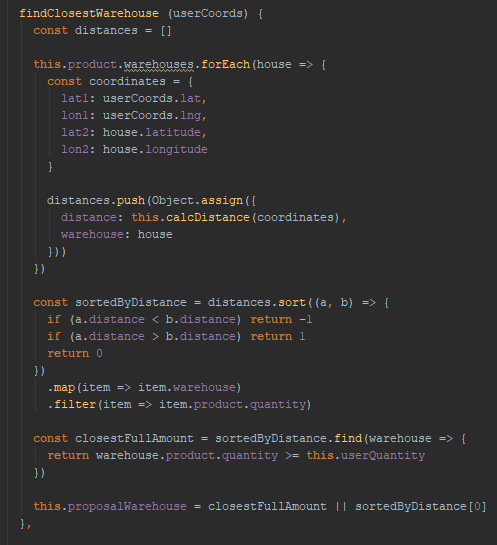 findClosestWarehouse (userCoords) {
  const distances = []

  this.product.warehouses.forEach(house => {
    const coordinates = {
      lat1: userCoords.lat,
      lon1: userCoords.lng,
      lat2: house.latitude,
      lon2: house.longitude
    }

    distances.push(Object.assign({
      distance: this.calcDistance(coordinates),
      warehouse: house
    }))
  })

  const sortedByDistance = distances.sort((a, b) => {
    if (a.distance < b.distance) return -1
    if (a.distance > b.distance) return 1
    return 0
  })
    .map(item => item.warehouse)
    .filter(item => item.product.quantity)

  const closestFullAmount = sortedByDistance.find(warehouse => {
    return warehouse.product.quantity >= this.userQuantity
  })

  this.proposalWarehouse = closestFullAmount || sortedByDistance[0]
},